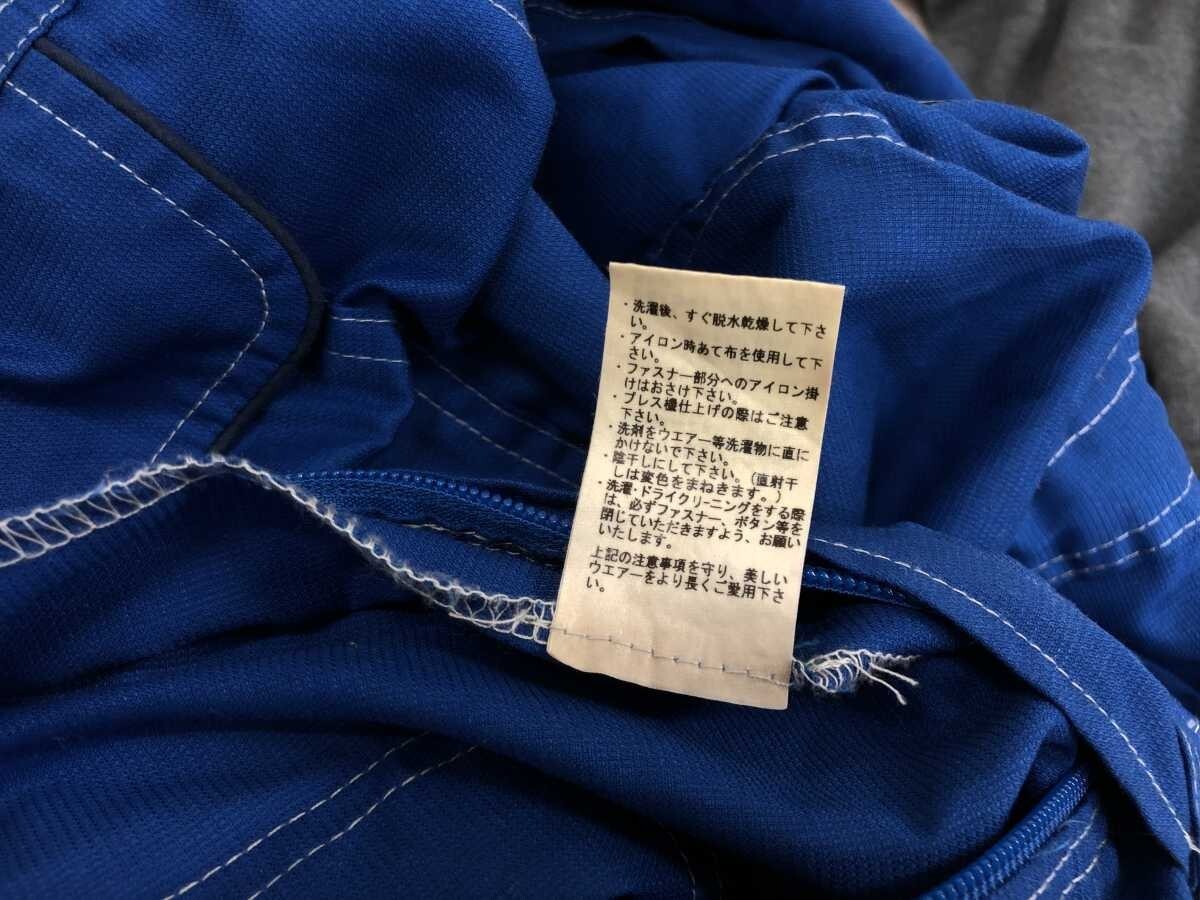 ・洗濯後、すぐ脱水乾燥して下さ
い。
・アイロン時あて布を使用して下
さい。
・ファスナー部分へのアイロン掛
けはおさけ下さい。
・プレス機仕上げの際はご注意
下さい。
・洗剤をウエアー等洗濯物に直に
かけないで下さい。
・陰干しにして下さい。(直射干
しは変色をまねきます。)
・洗濯・ドライクリーニングをする際
は、必ずファスナー、ボタン等を
閉じていただきますよう、お願い
いたします。
上記の注意事項を守り、美しい
ウエアーをより長くご愛用下さ
い。